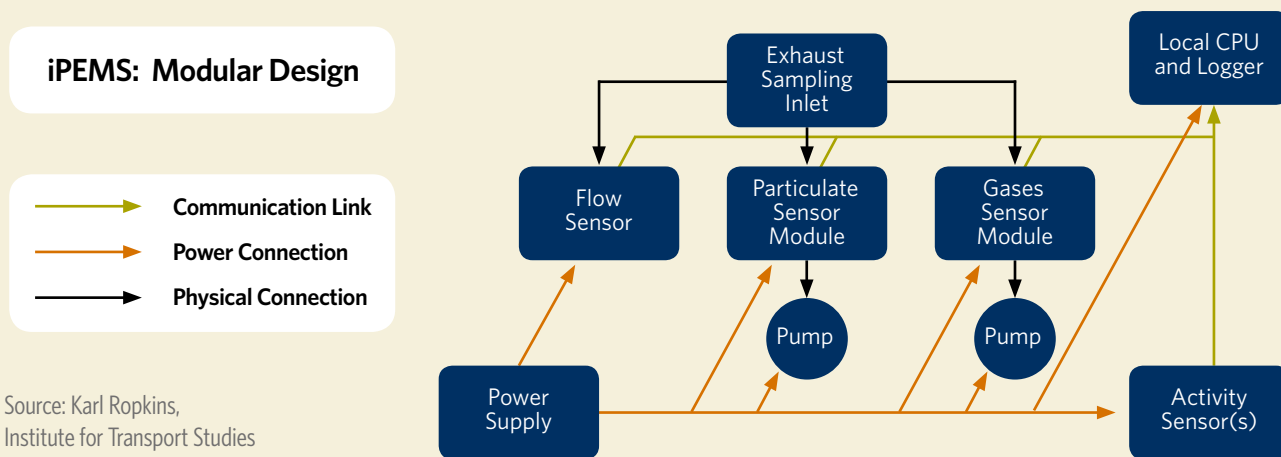 iPEMS: Modular Design
Communication Link
Power Connection
Physical Connection
Source: Karl Ropkins,
Institute for Transport Studies
Exhaust
Sampling
Inlet
Local CPU
and Logger
Flow
Sensor
Particulate
Sensor
Module
Gases
Sensor
Module
Pump
Pump
Power
Supply
Activity
Sensor(s)